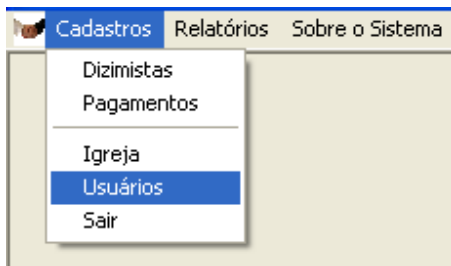 Cadastros Relatórios Sobre o Sistema
Dizimistas
Pagamentos
Igreja
Usuários
Sair